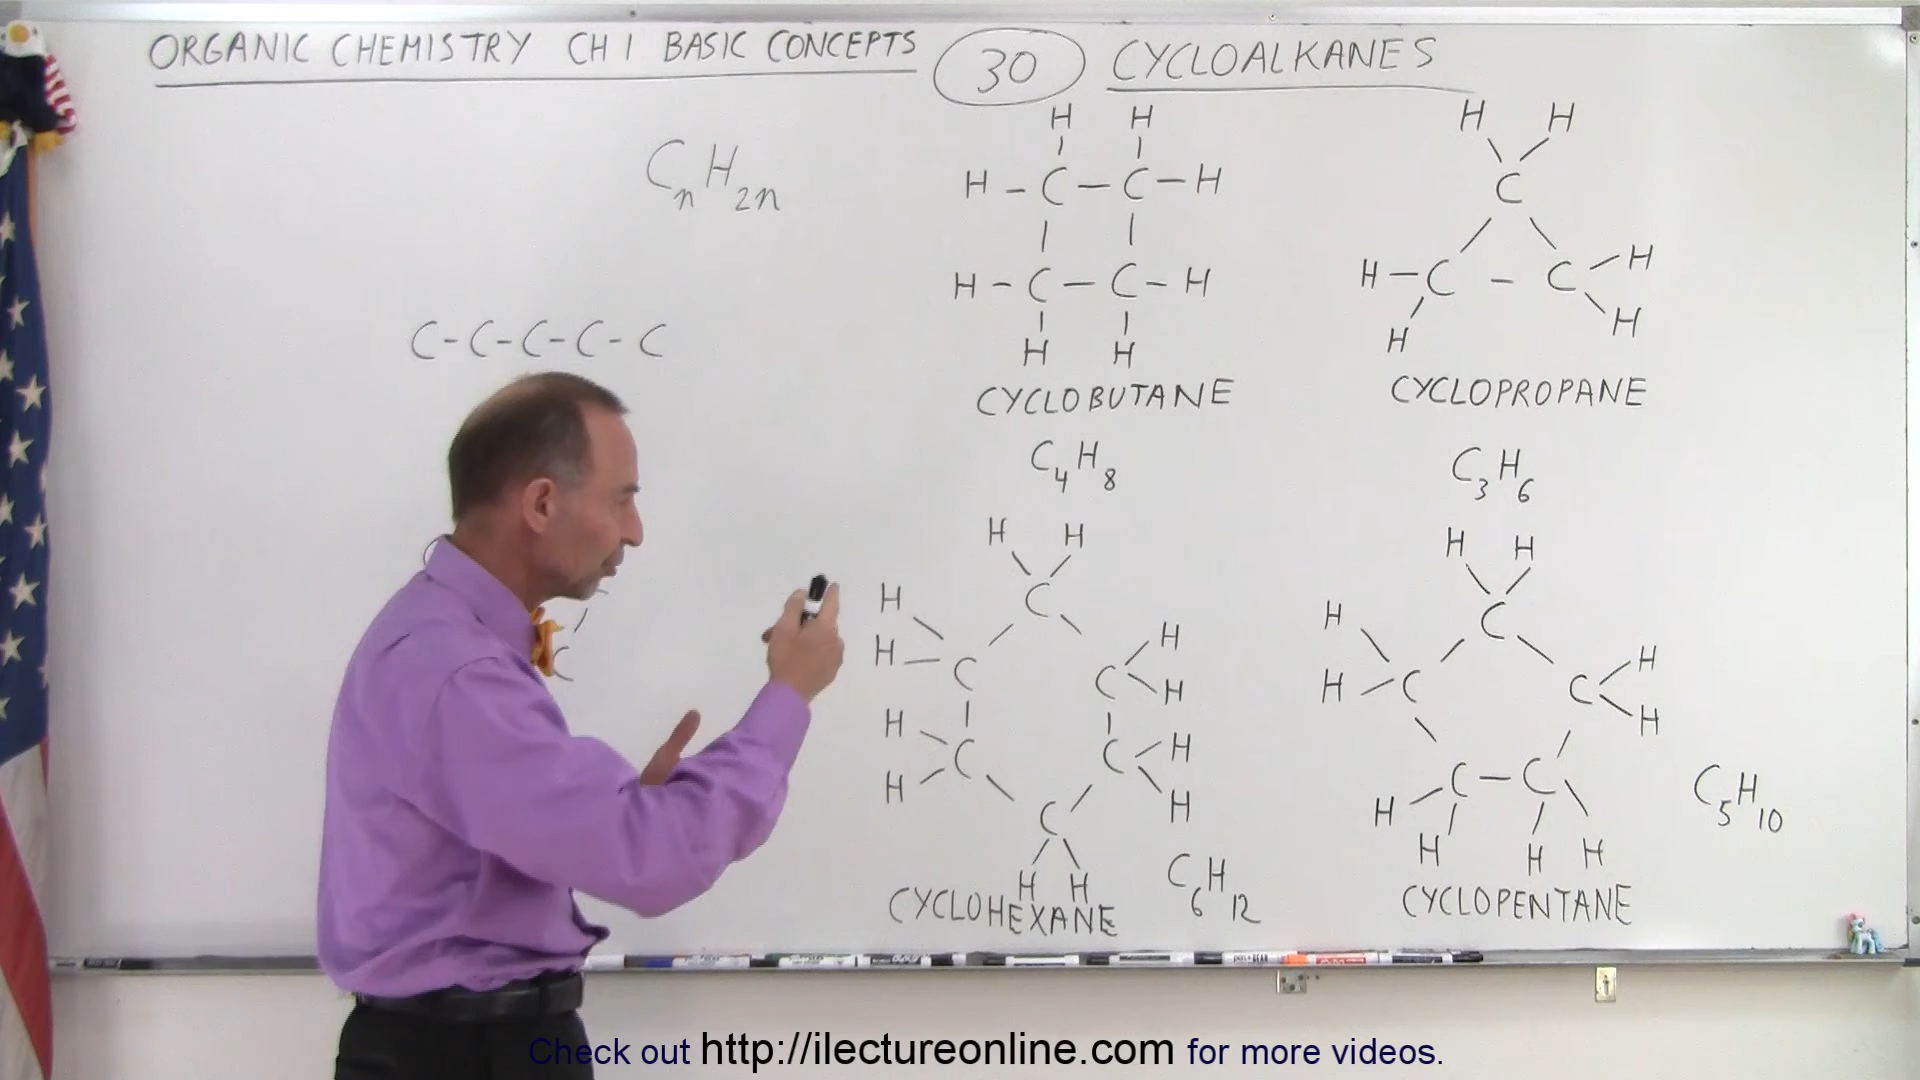 ORGANIC CHEMISTRY CH 1 BASIC CONCEPTS 30 CYCLOALKANES
CnH2n
C-C-C-C-C
H H
H-C-C-H
H-C-C-H
H H
CYCLOBUTANE
C4H8
H H
C
H-C-C H
H H
CYCLOPROPANE
C3H6
C
H H
H C
H C C H
H
H C C H
H C H
H H
CYCLOHEXANE
C6H12
H H
H C
H C C H
H
H C-C
H H H
CYCLOPENTANE
C5H10
Check out http://ilectureonline.com for more videos.